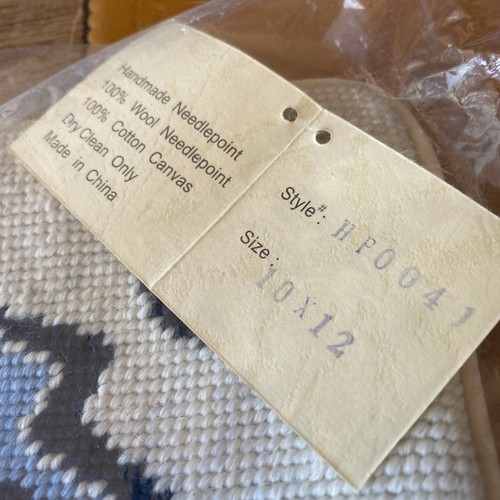 Handmade Needlepoint
100% Wool Needlepoint
100% Cotton Canvas
Dry Clean Only
Made in China
Style#: HP0041
Size: 10X12